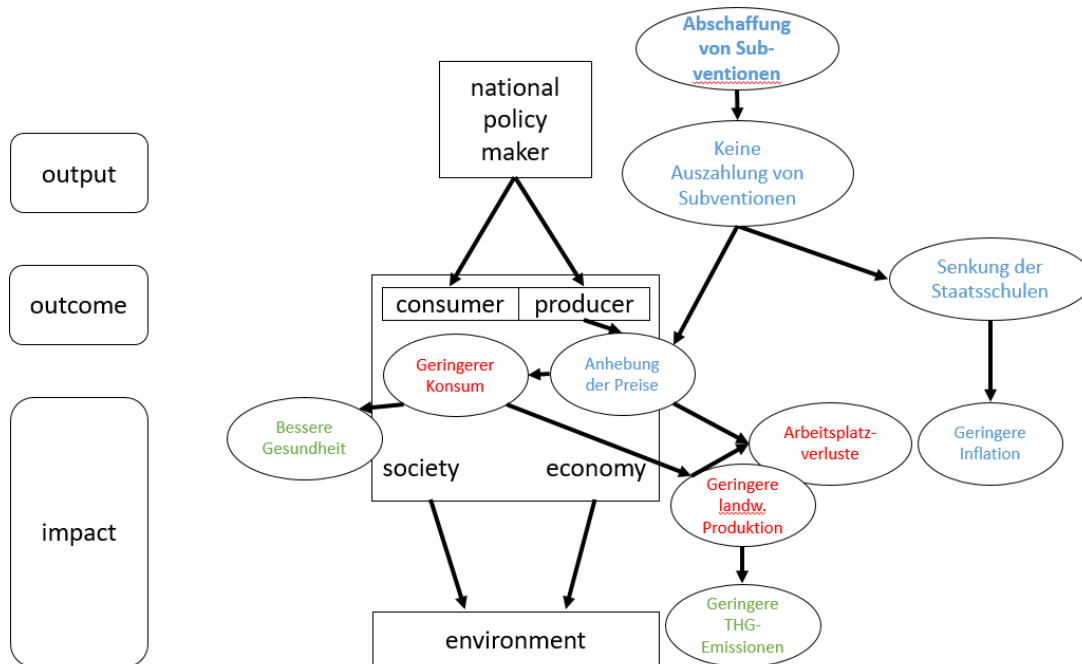 Abschaffung
von Sub-
ventionen
national
policy
maker
output
Keine
Auszahlung von
Subventionen
outcome
consumer
producer
Senkung der
Staatsschulen
Geringerer
Konsum
Anhebung
der Preise
Bessere
Gesundheit
Arbeitsplatz-
verluste
Geringere
Inflation
society
economy
impact
Geringere
landw.
Produktion
Geringere
THG-
Emissionen
environment